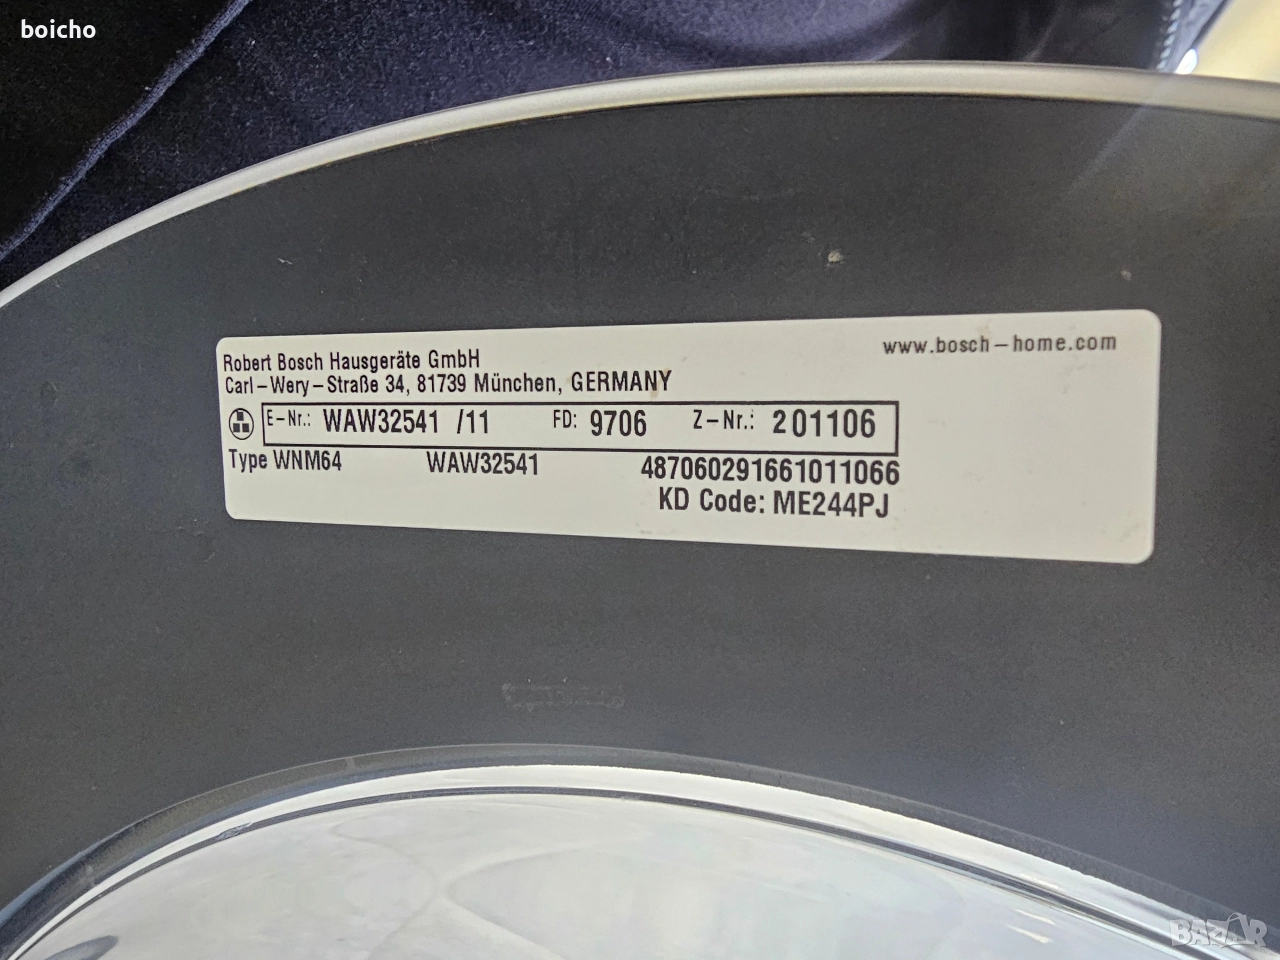 boicho
Robert Bosch Hausgeräte GmbH
www.bosch-home.com
Carl-Wery-Straße 34, 81739 München, GERMANY
E-Nr.: WAW32541 /11 FD: 9706 Z-Nr.: 201106
Type WNM64 WAW32541 487060291661011066
KD Code: ME244PJ
BAZAR